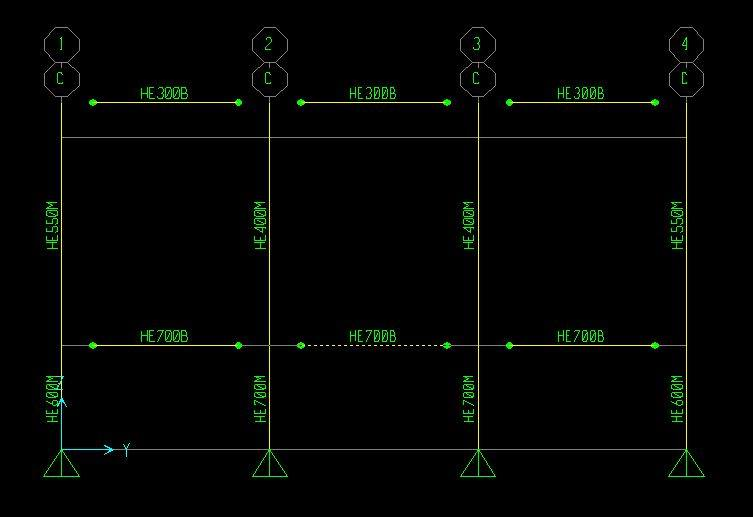 1 2 3 4
C C C C
HE300B HE300B HE300B
HE550M HE400M HE400M HE550M
HE700B HE700B HE700B
HE600M HE700M HE700M HE600M
Z
Y